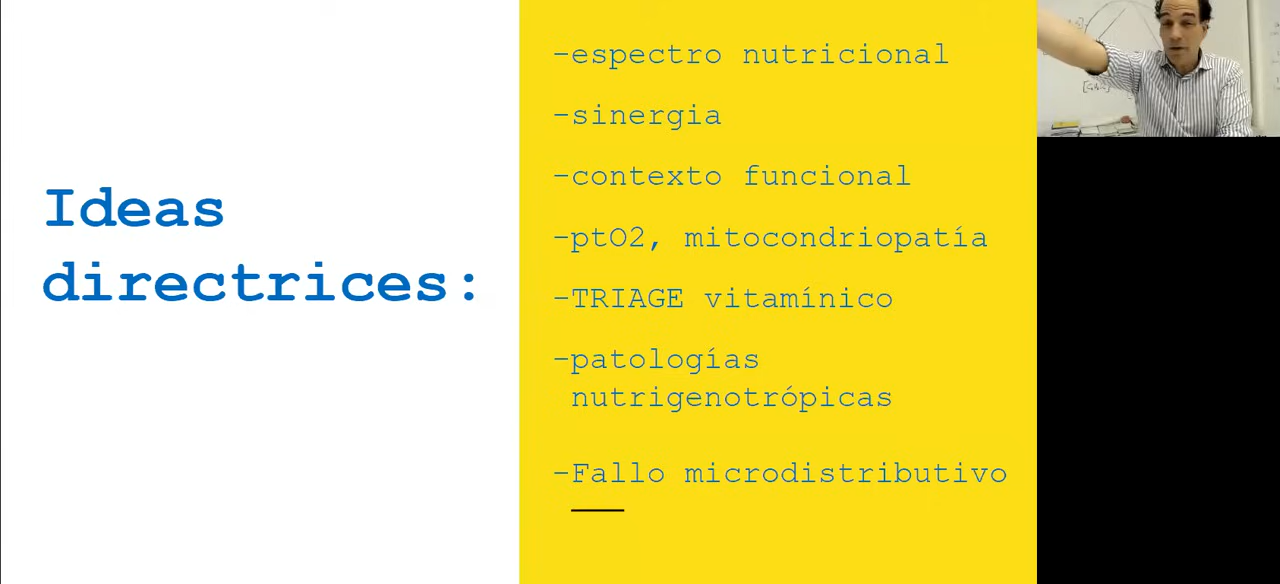 Ideas
directrices:
-espectro nutricional
-sinergia
-contexto funcional
-ptO2, mitocondriopatía
-TRIAGE vitamínico
-patologías
nutrigenotrópicas
-Fallo microdistributivo